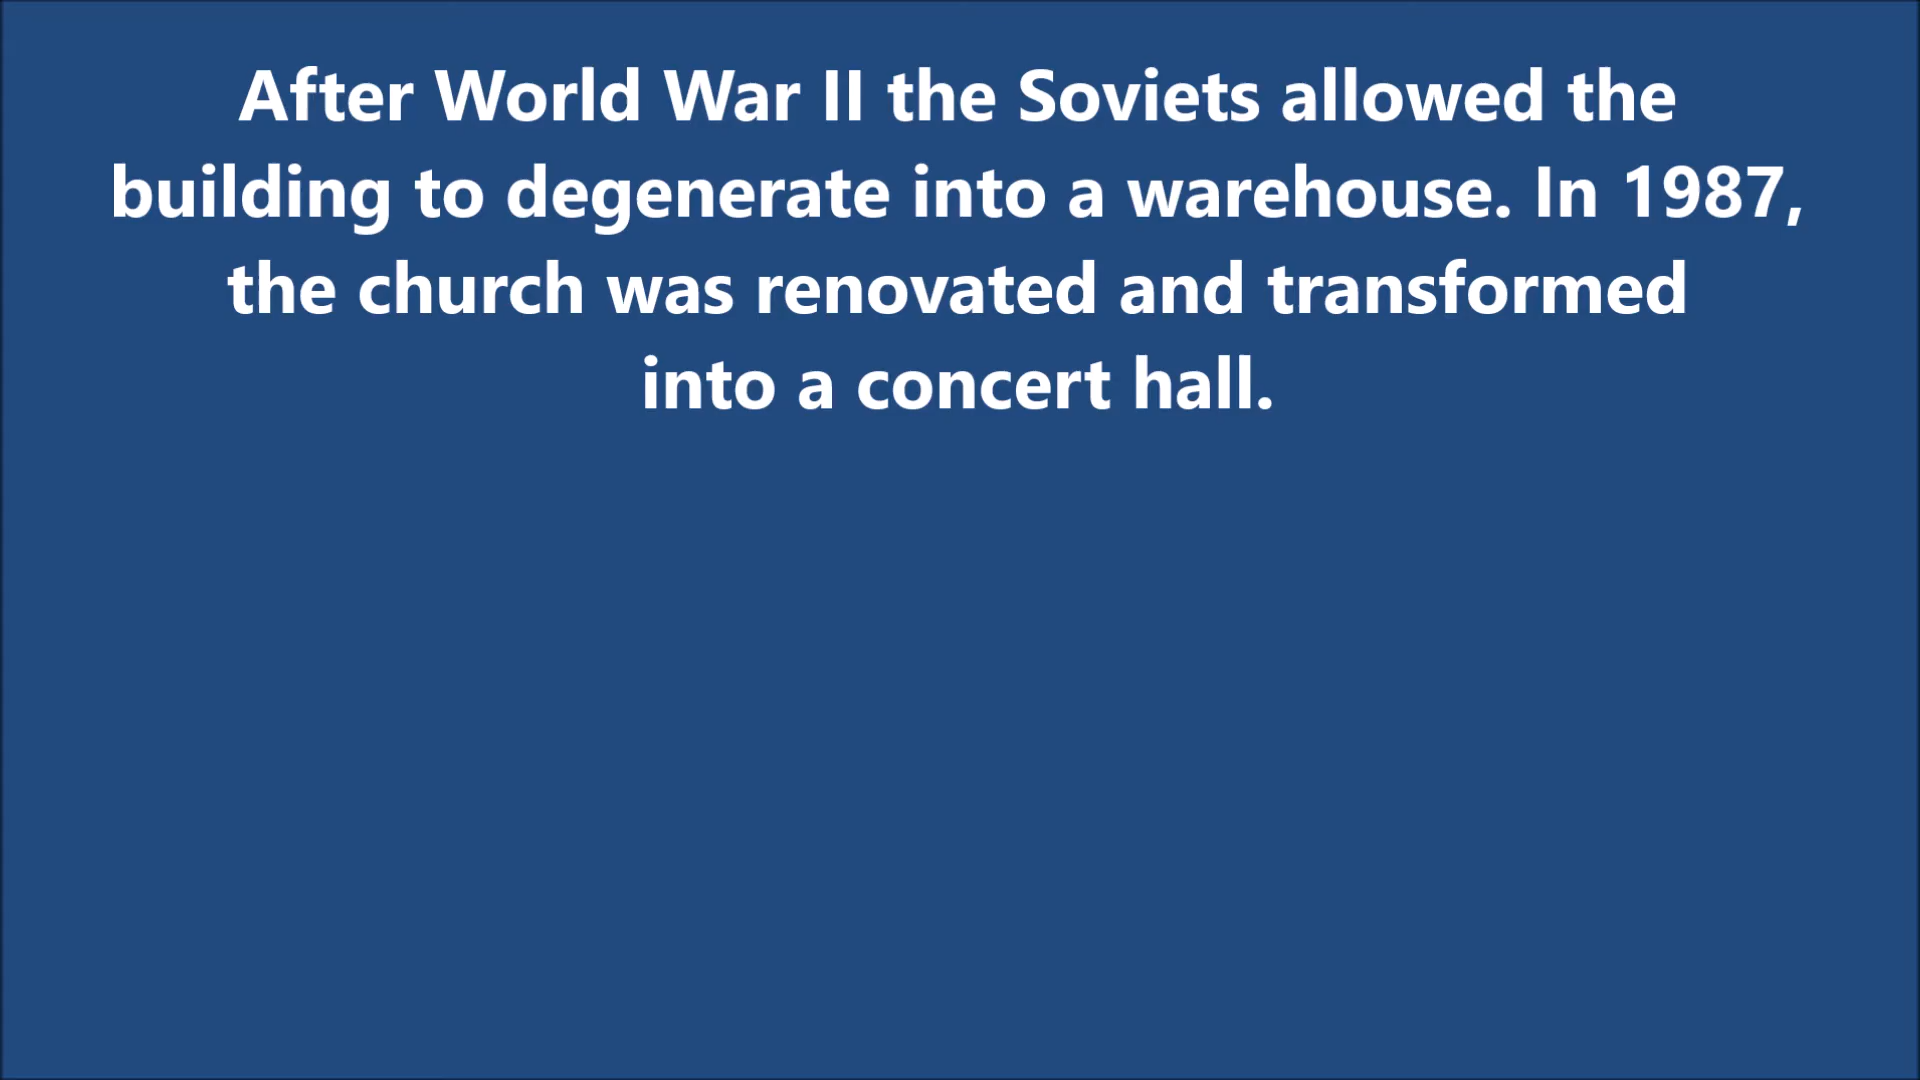 After World War II the Soviets allowed the
building to degenerate into a warehouse. In 1987,
the church was renovated and transformed
into a concert hall.